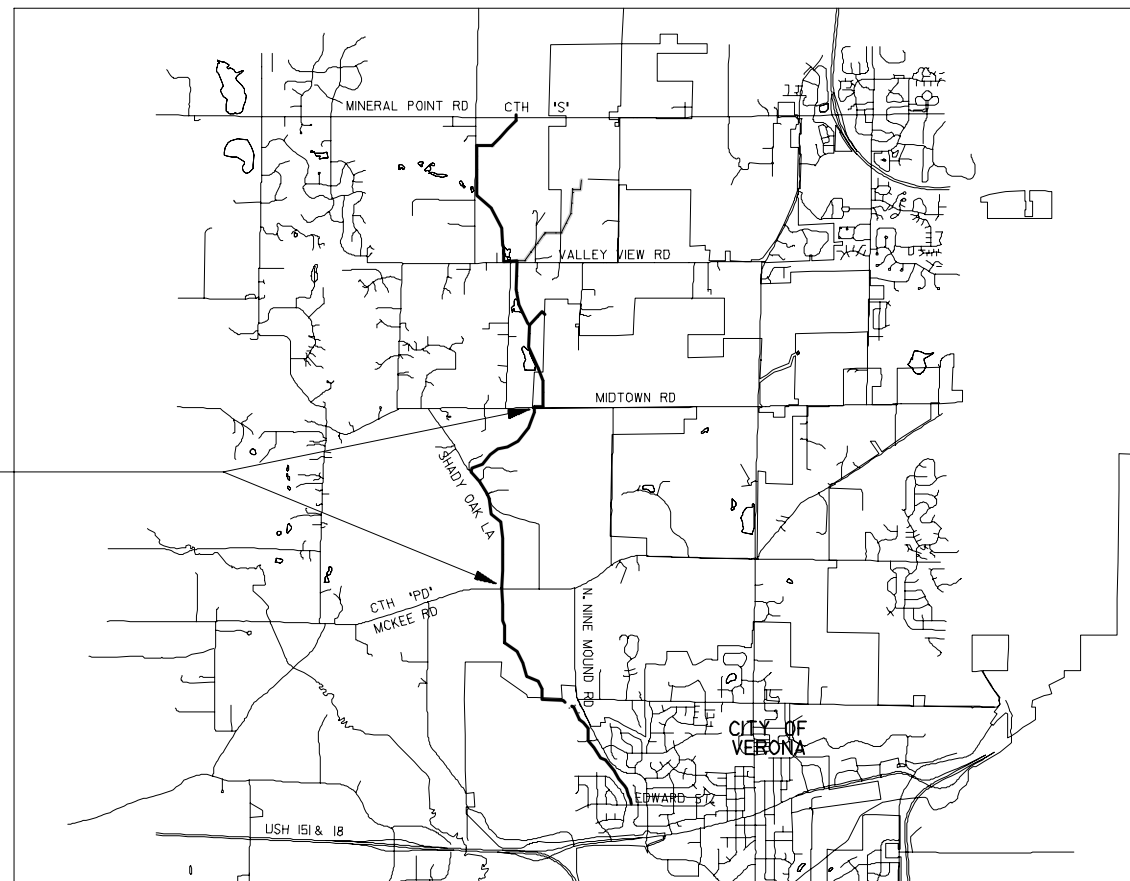 MINERAL POINT RD
CTH "S"
VALLEY VIEW RD
MIDTOWN RD
SHADY OAK LA
CTH "PD"
MCKEE RD
N. NINE MOUND RD
CITY OF
VERONA
EDWARD ST.
USH 151 & 18